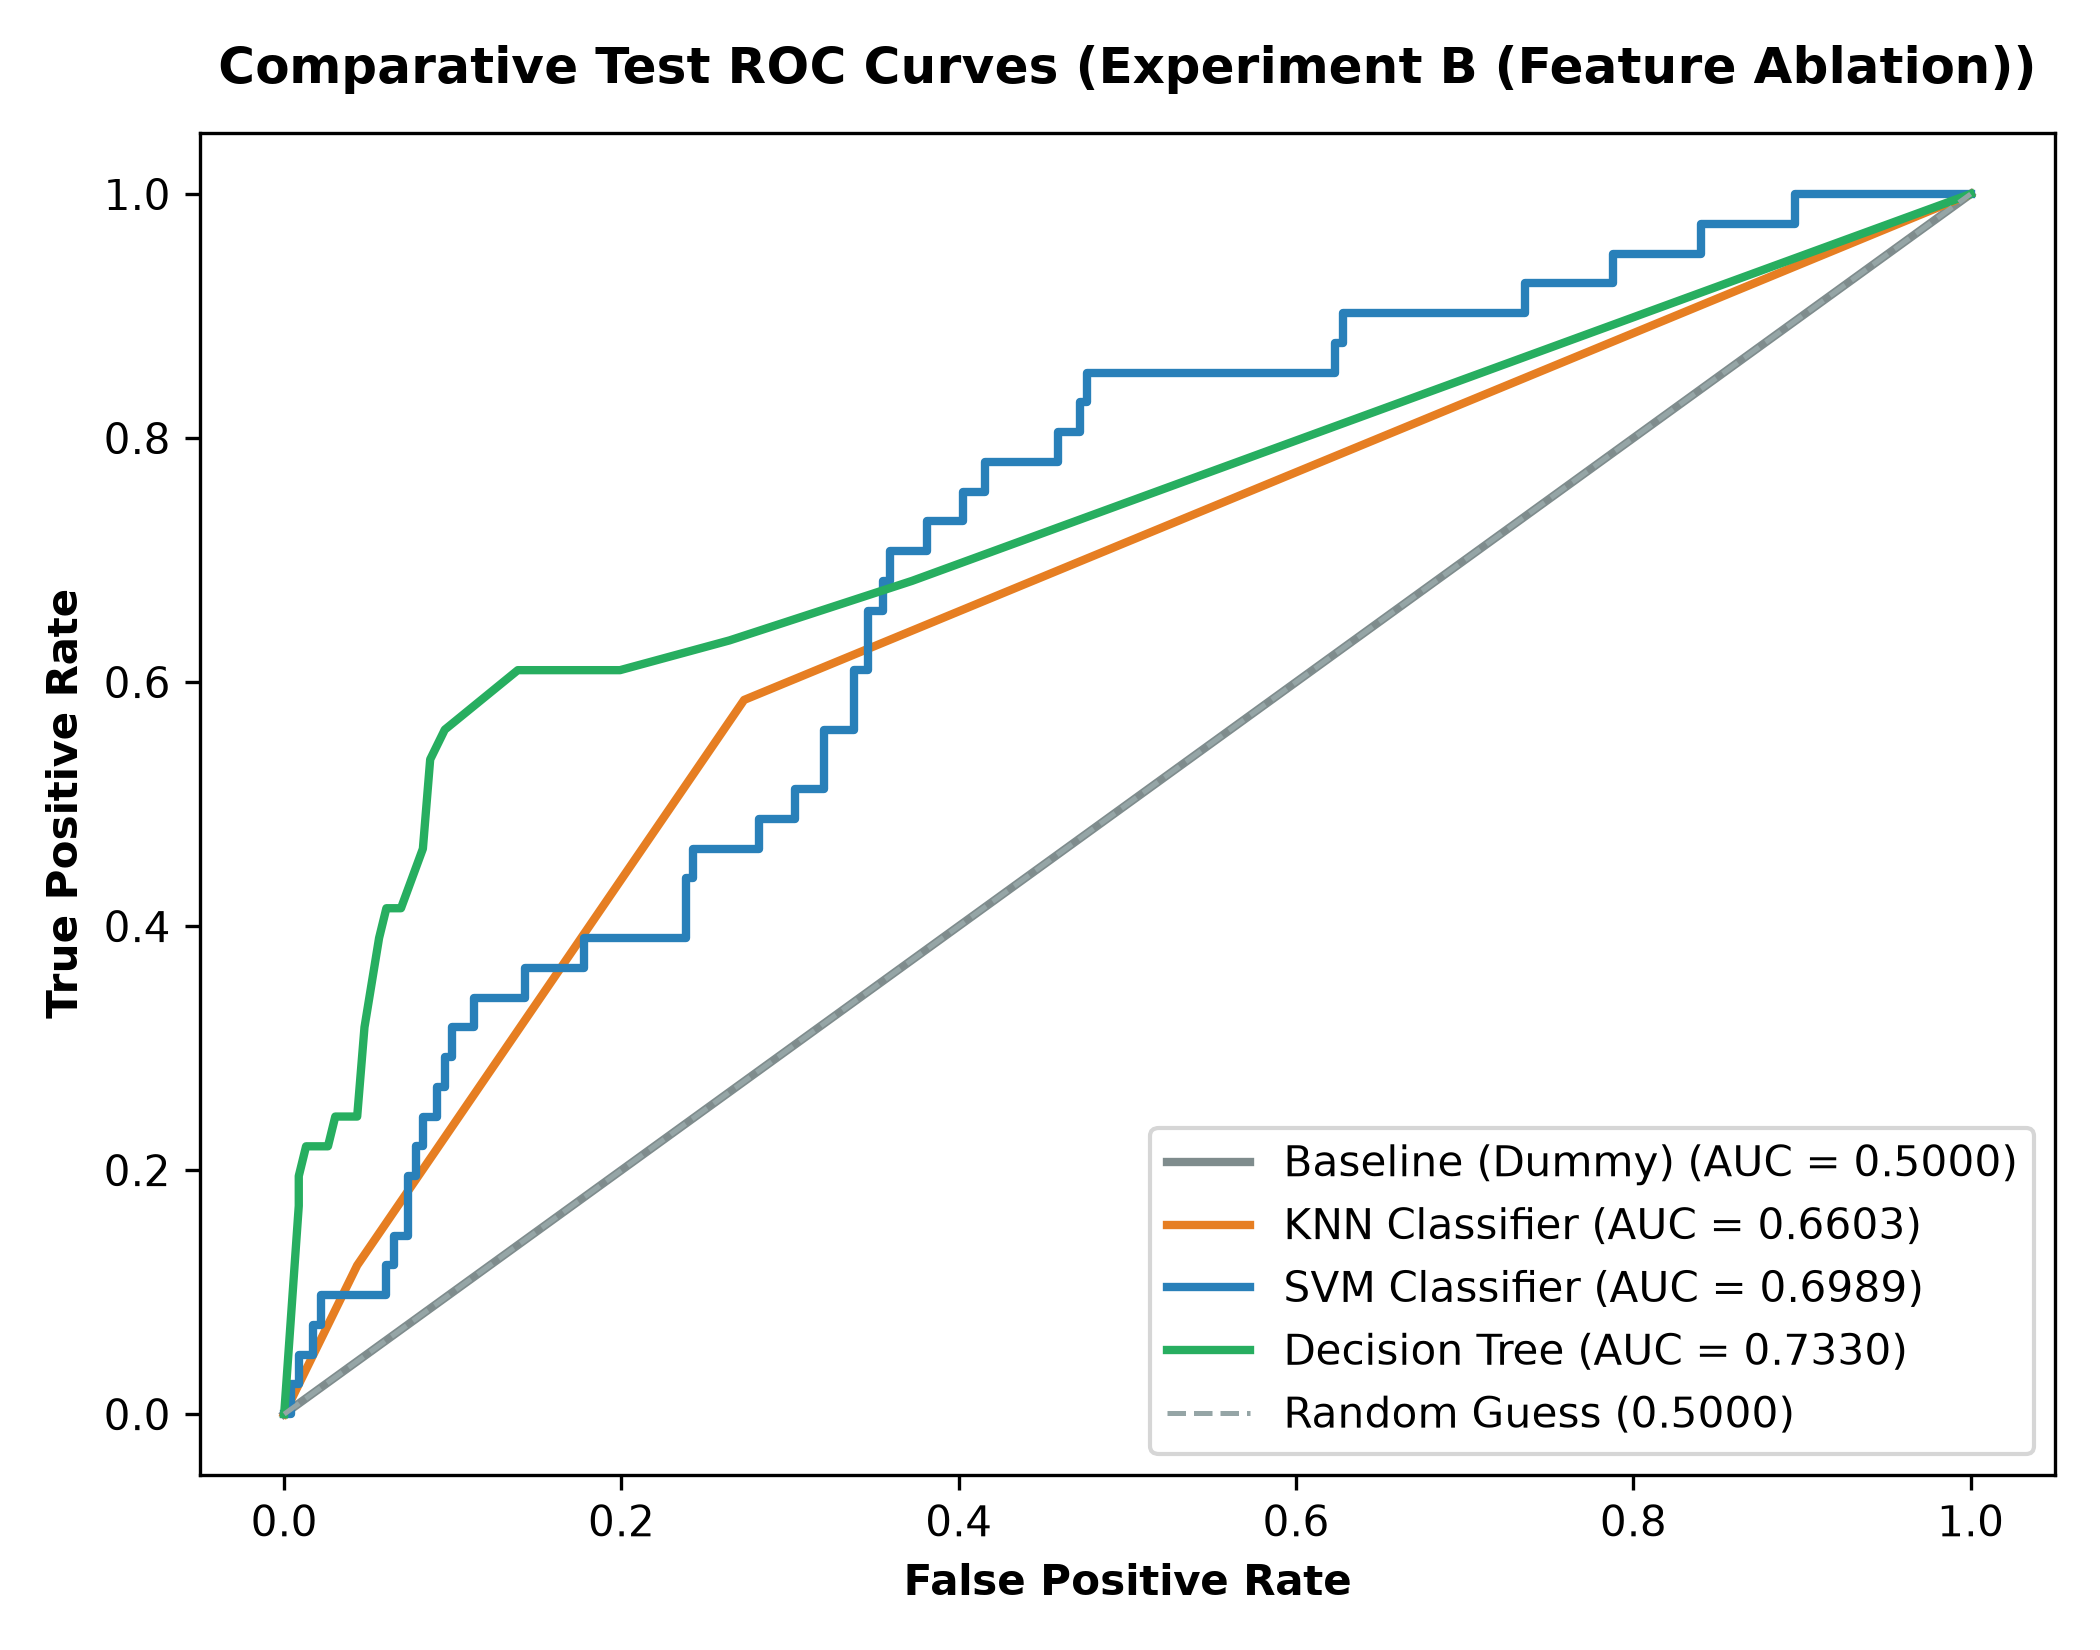 Comparative Test ROC Curves (Experiment B (Feature Ablation))
True Positive Rate
1.0
0.8
0.6
0.4
0.2
0.0
Baseline (Dummy) (AUC = 0.5000)
KNN Classifier (AUC = 0.6603)
SVM Classifier (AUC = 0.6989)
Decision Tree (AUC = 0.7330)
Random Guess (0.5000)
0.0 0.2 0.4 0.6 0.8 1.0
False Positive Rate